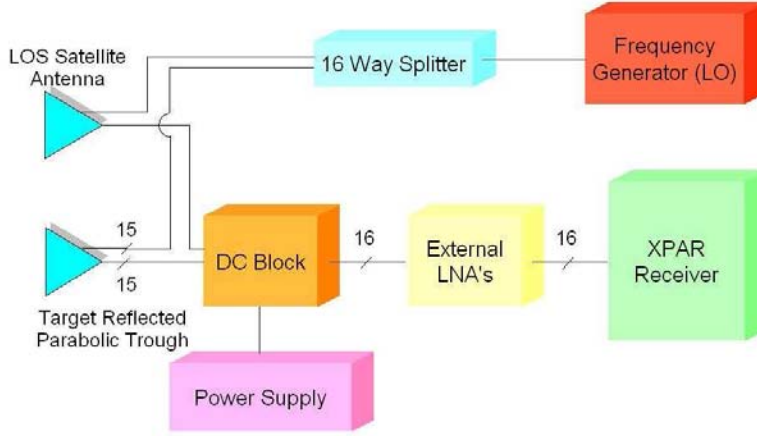 LOS Satellite
Antenna
16 Way Splitter
Frequency
Generator (LO)
15
15
Target Reflected
Parabolic Trough
DC Block
16
External
LNA's
16
XPAR
Receiver
Power Supply